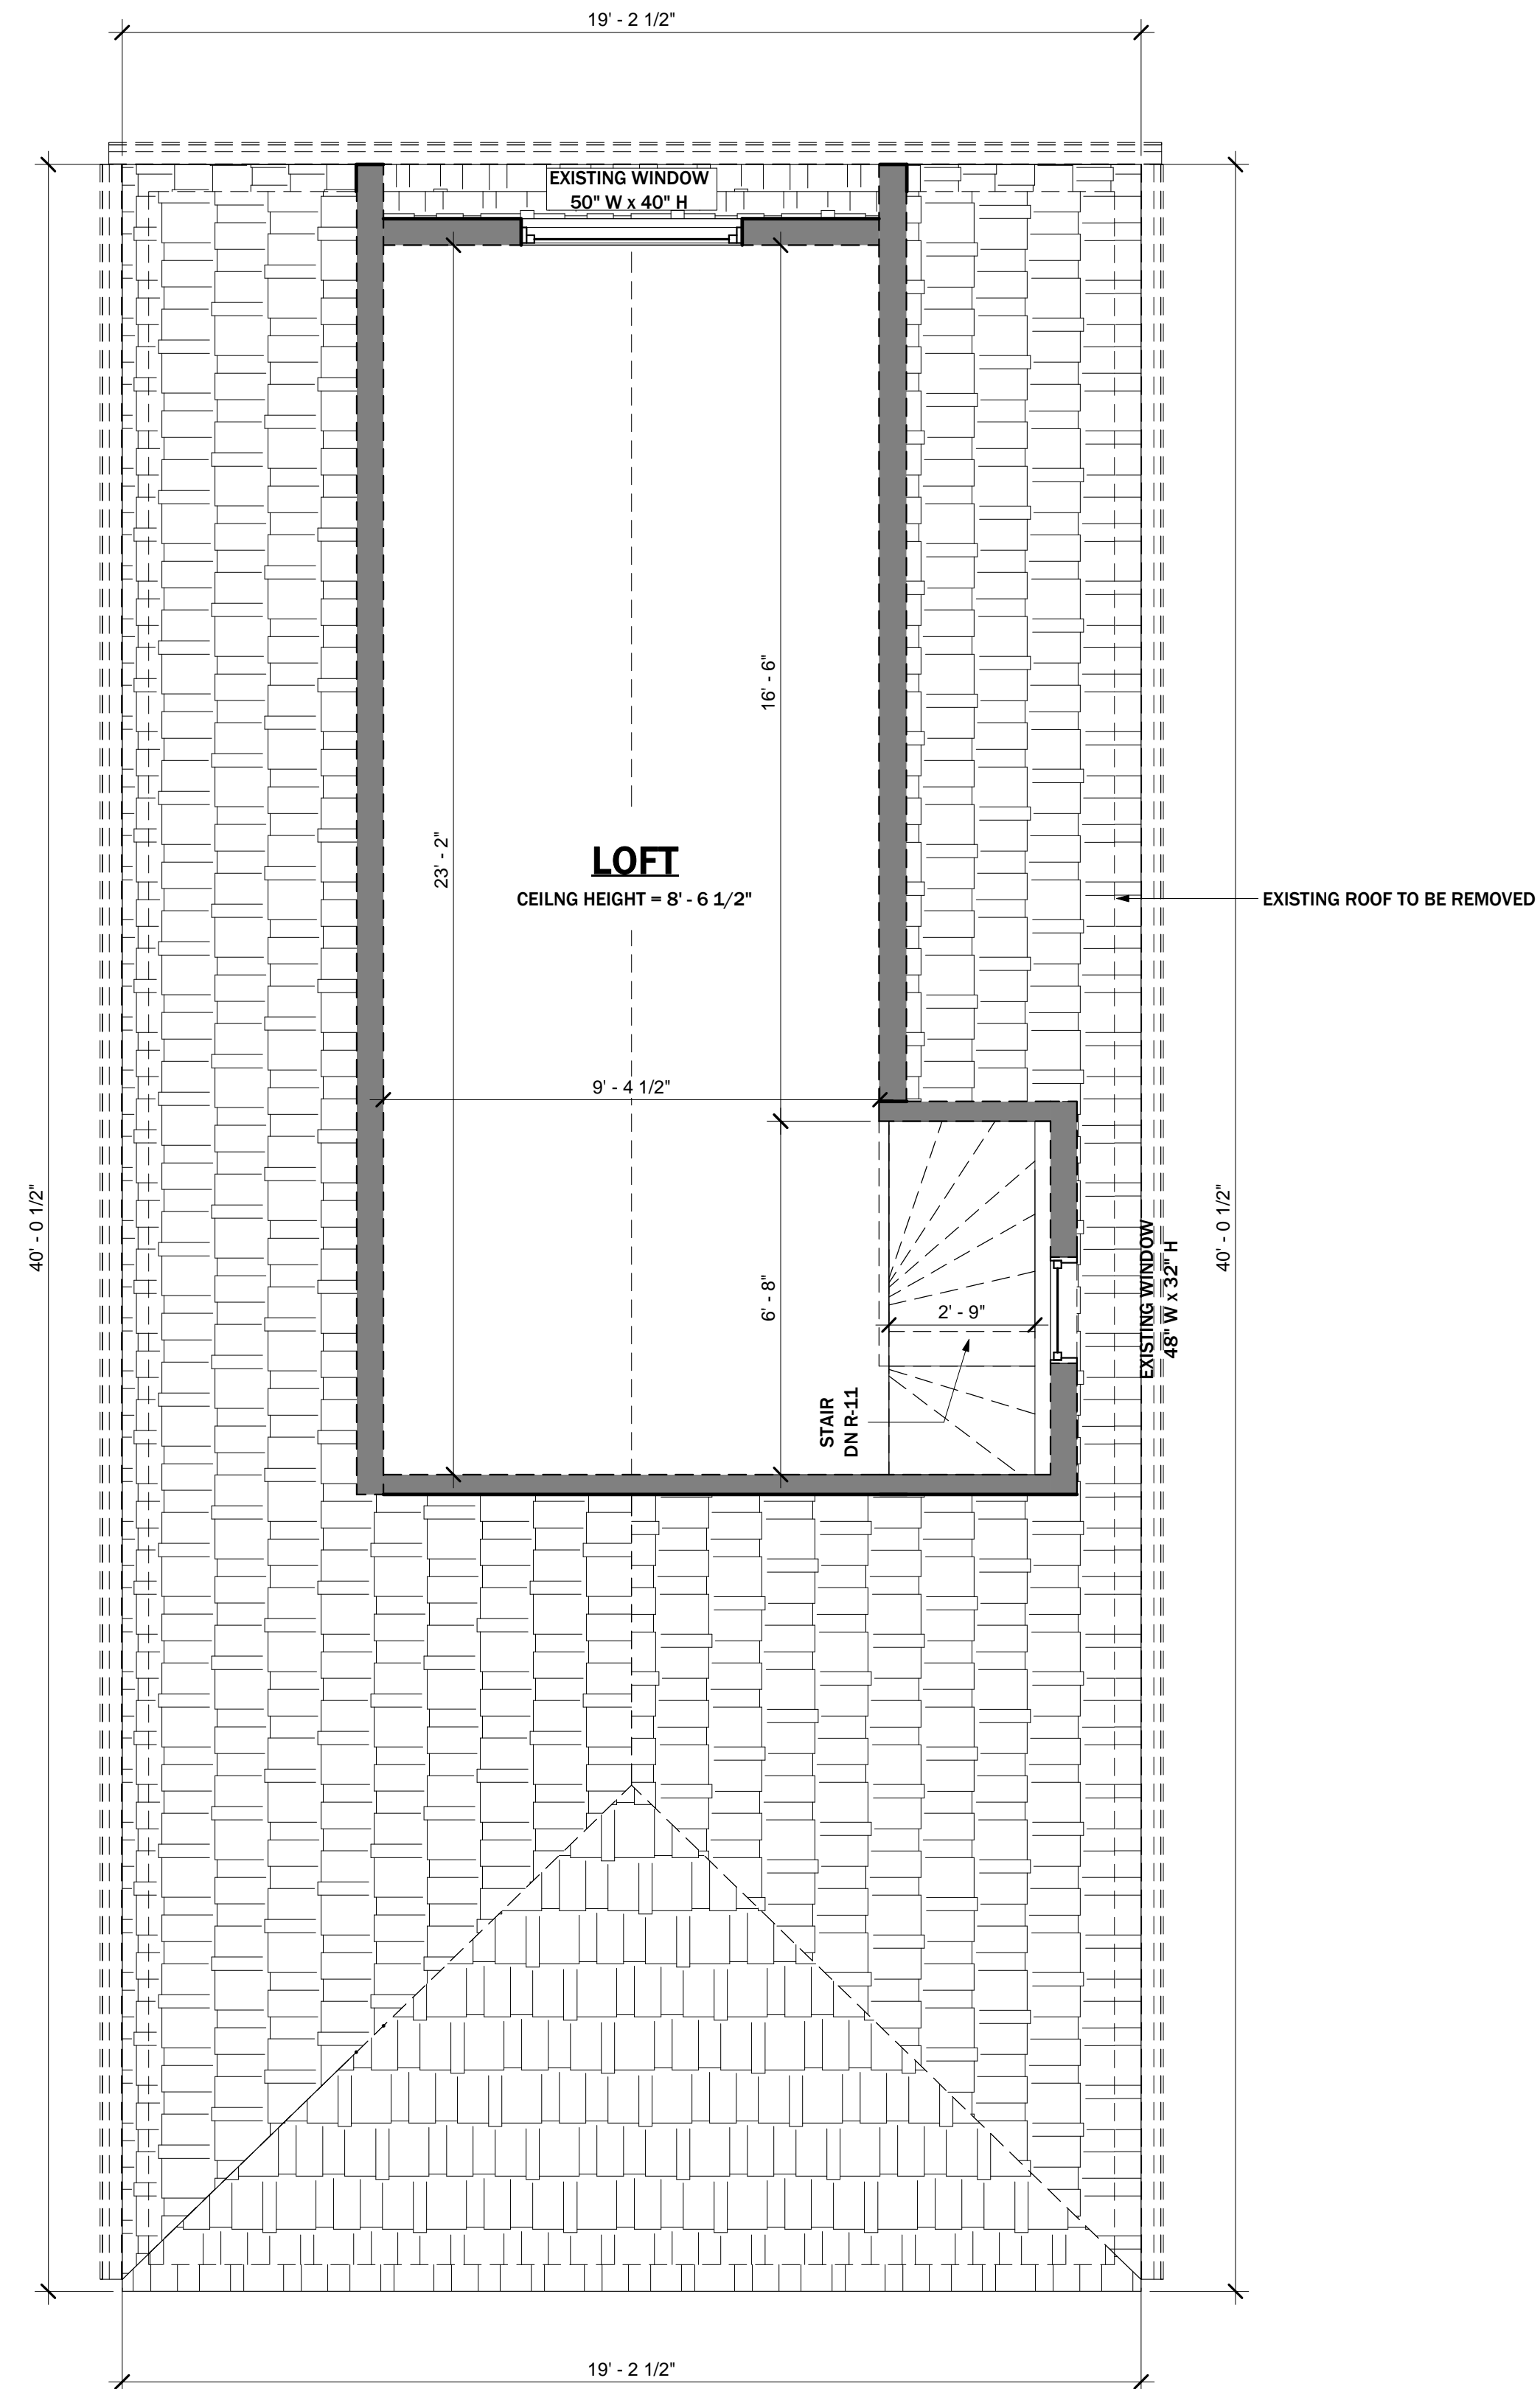 19' - 2 1/2"
EXISTING WINDOW
50" W x 40" H
16' - 6"
23' - 2"
LOFT
CEILNG HEIGHT = 8' - 6 1/2"
EXISTING ROOF TO BE REMOVED
9' - 4 1/2"
40' - 0 1/2"
40' - 0 1/2"
EXISTING WINDOW
48" W x 32" H
6' - 8"
2' - 9"
STAIR
DN R-11
19' - 2 1/2"